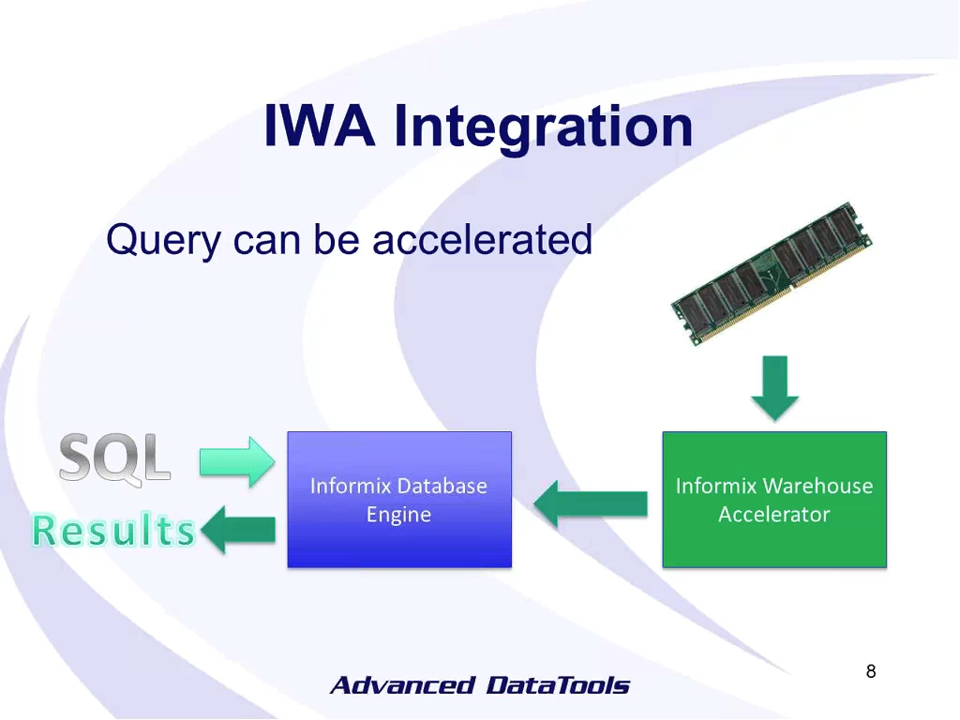 IWA Integration
Query can be accelerated
SQL
Results
Informix Database
Engine
Informix Warehouse
Accelerator
8
Advanced DataTools